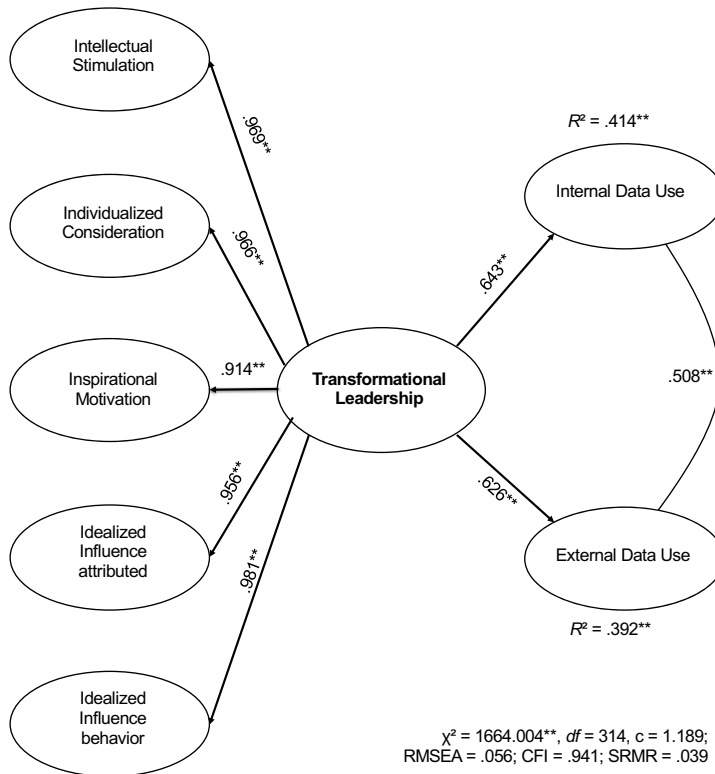 Intellectual
Stimulation
.969**
R² = .414**
Internal Data Use
Individualized
Consideration
.966**
.643**
Inspirational
Motivation
.914**
Transformational
Leadership
.508**
.956**
.626**
Idealized
Influence
attributed
.981**
External Data Use
R² = .392**
Idealized
Influence
behavior
χ² = 1664.004**, df = 314, c = 1.189;
RMSEA = .056; CFI = .941; SRMR = .039